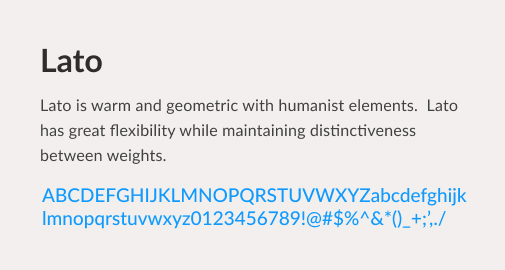 Lato
Lato is warm and geometric with humanist elements.  Lato
has great flexibility while maintaining distinctiveness
between weights.
ABCDEFGHIJKLMNOPQRSTUVWXYZabcdefghijk
lmnopqrstuvwxyz0123456789!@#$%^&*()_+;’,./